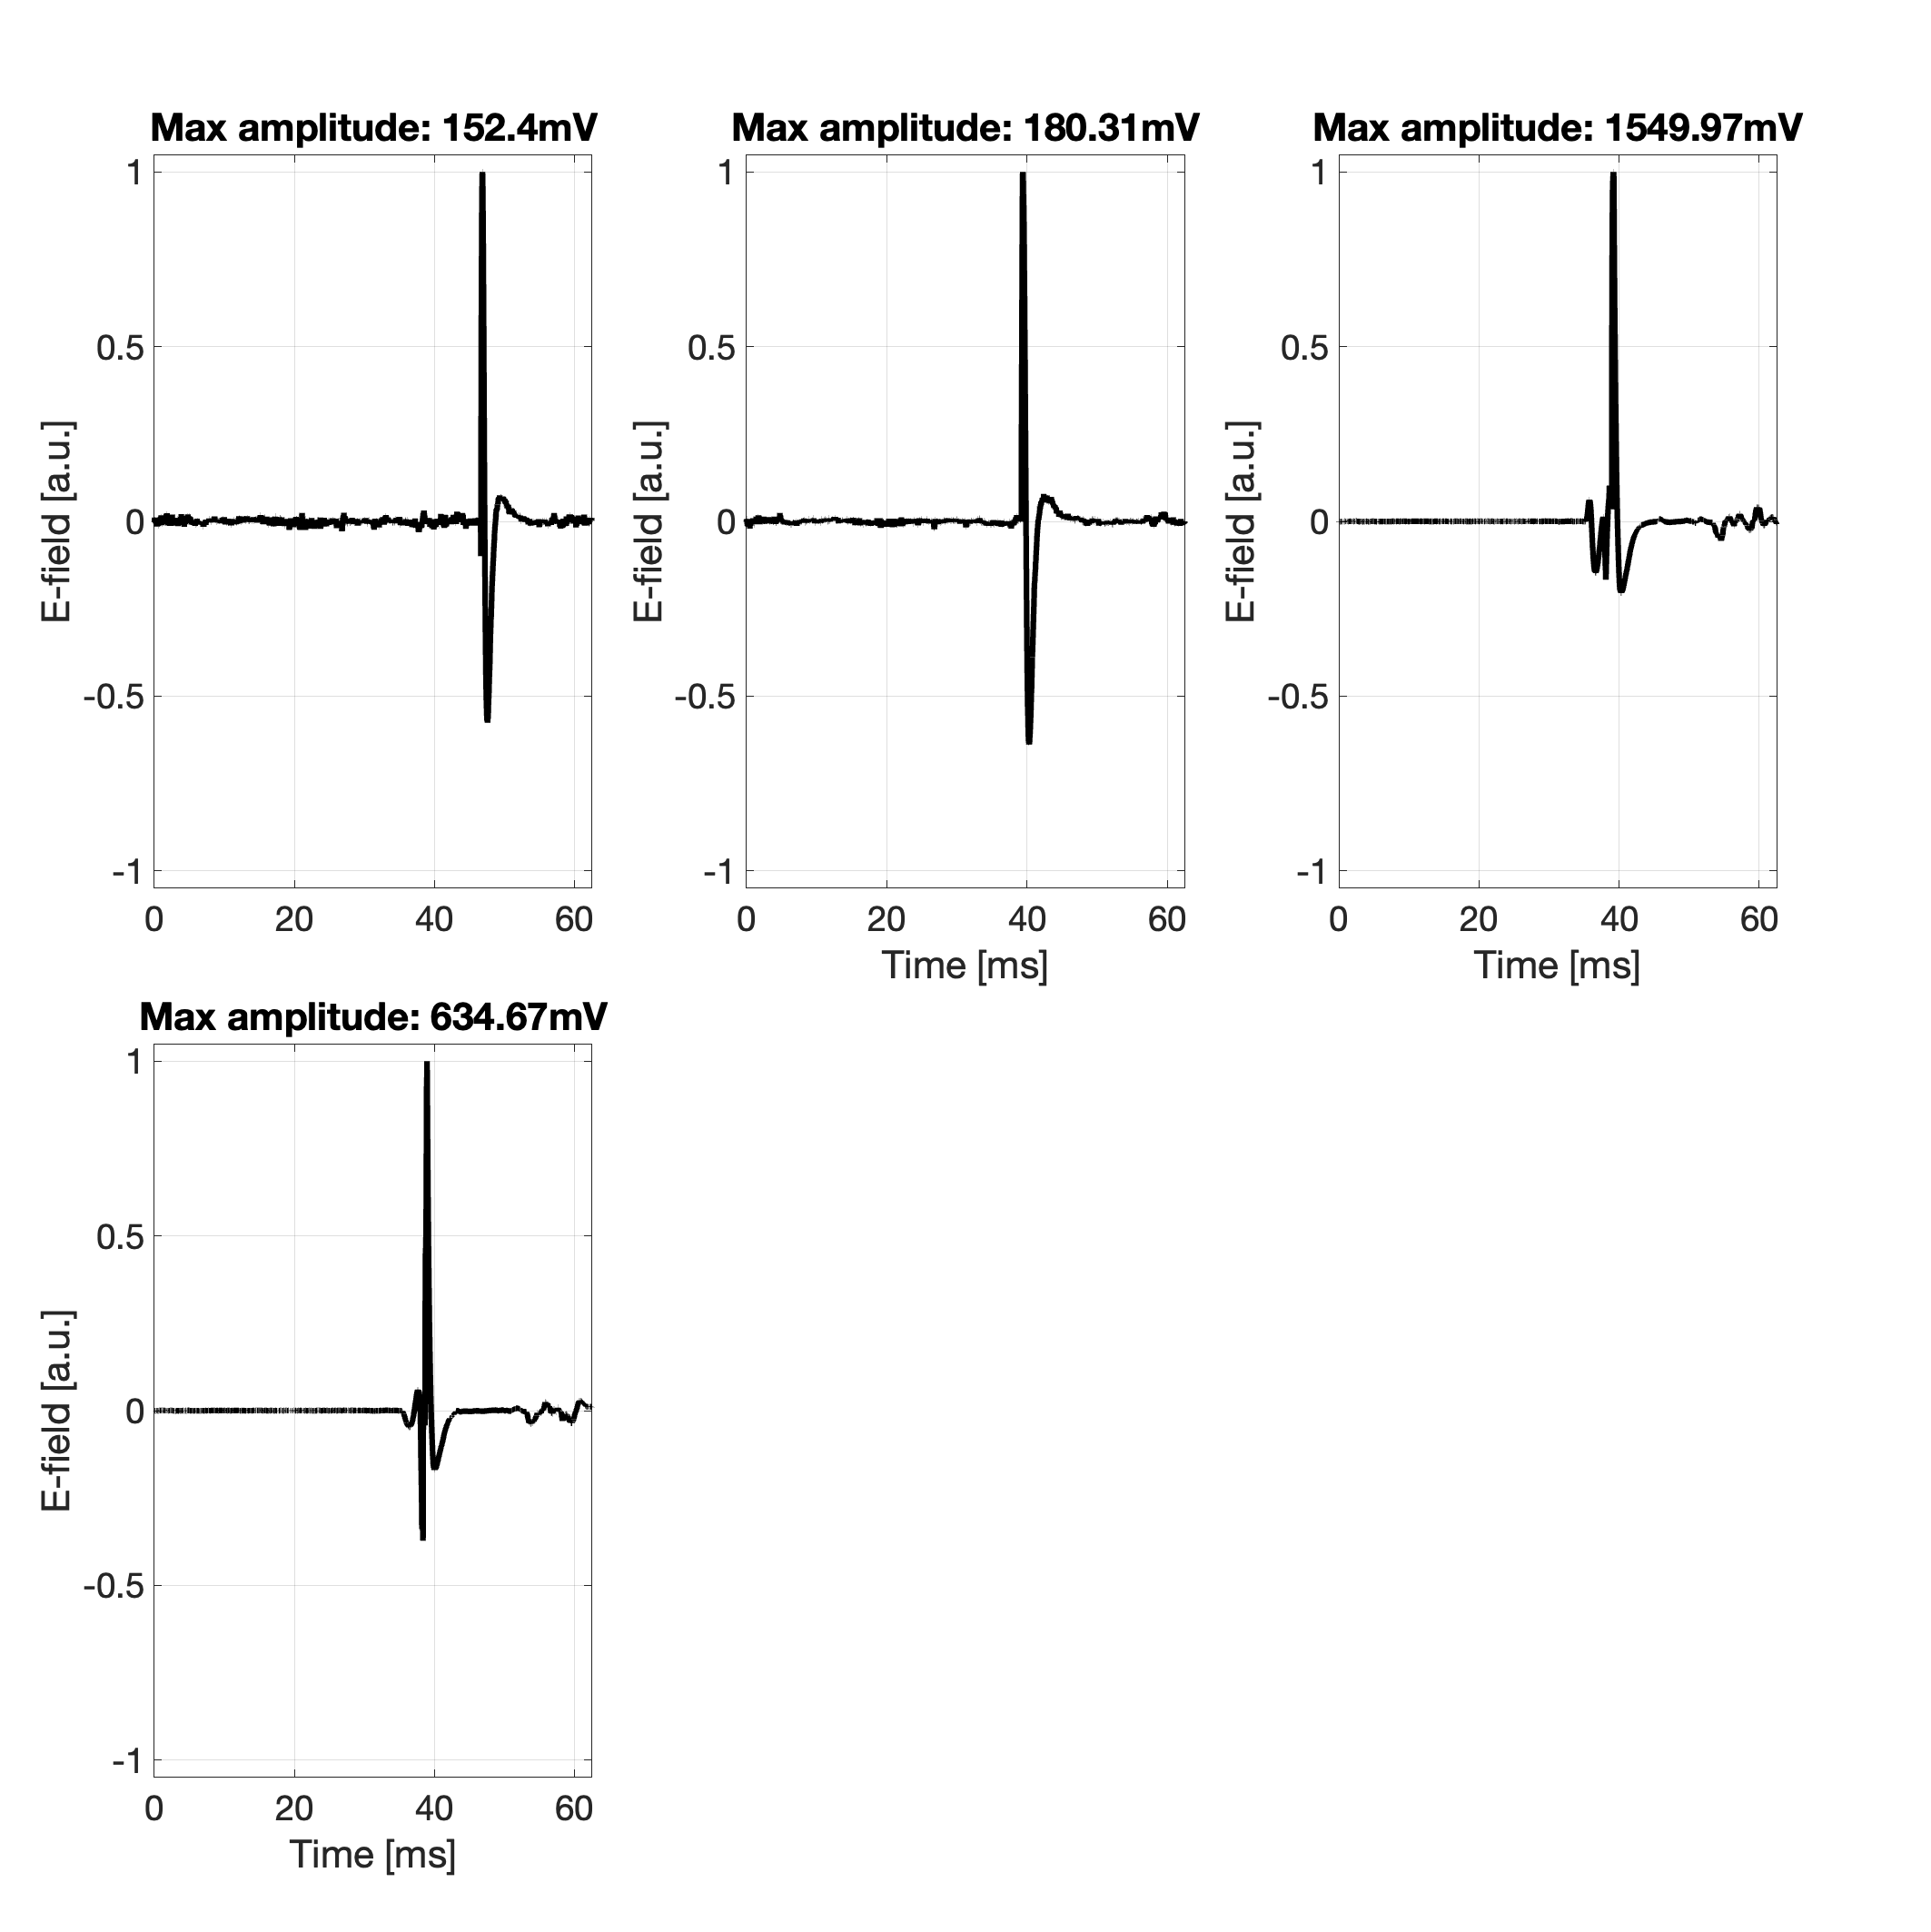 Max amplitude: 152.4mV
1
0.5
0
-0.5
-1
E-field [a.u.]
0 20 40 60
Max amplitude: 180.31mV
1
0.5
0
-0.5
-1
E-field [a.u.]
0 20 40 60
Time [ms]
Max amplitude: 1549.97mV
1
0.5
0
-0.5
-1
E-field [a.u.]
0 20 40 60
Time [ms]
Max amplitude: 634.67mV
1
0.5
0
-0.5
-1
E-field [a.u.]
0 20 40 60
Time [ms]